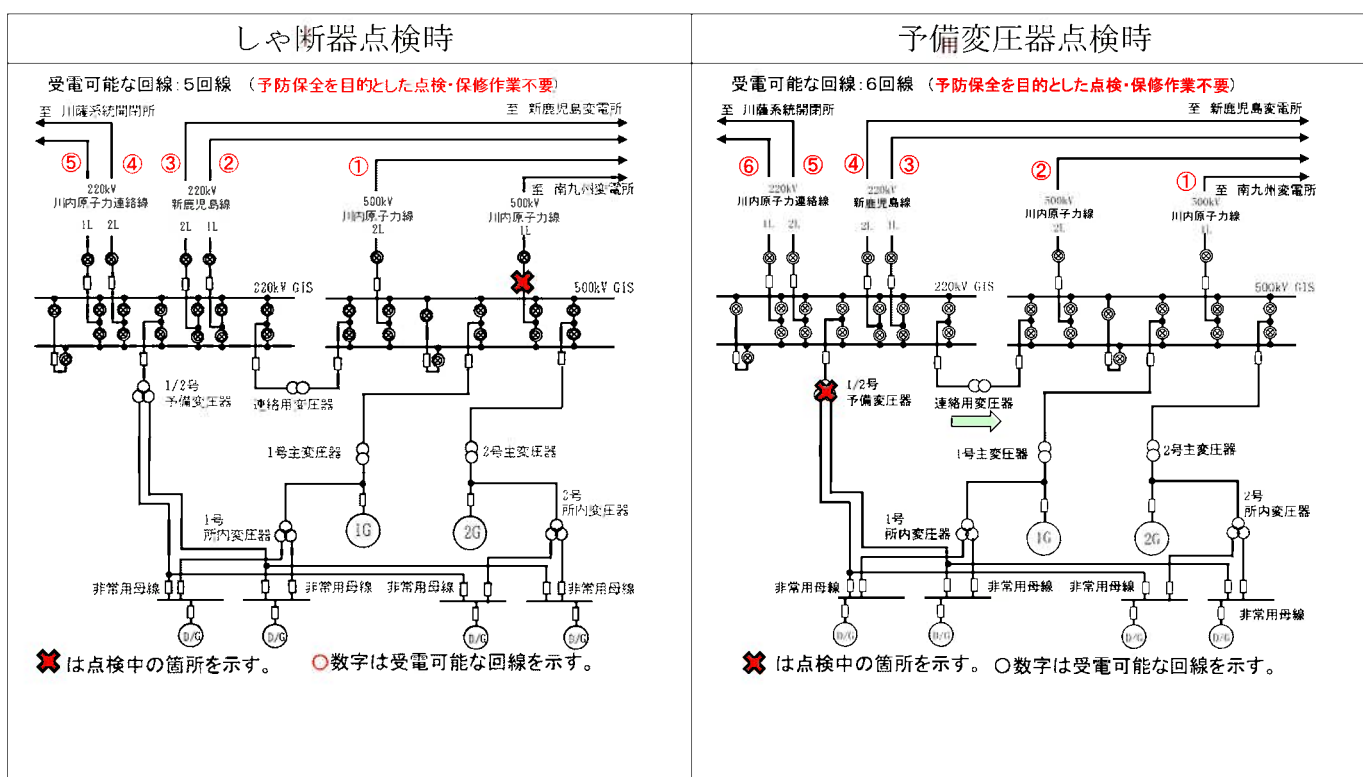 しゃ断器点検時
受電可能な回線：5回線 （予防保全を目的とした点検・保修作業不要）
至 川薩系統開閉所
至 新鹿児島変電所
⑤ ④ ③ ② ①
至 南九州変電所
220kV
川内原子力連絡線
1L 2L
220kV
新鹿児島線
2L 1L
500kV
川内原子力線
2L
500kV
川内原子力線
1L
220kV GIS
500kV GIS
1/2号
予備変圧器
連絡用変圧器
1号主変圧器
2号主変圧器
1号
所内変圧器
2号
所内変圧器
1G
2G
非常用母線
非常用母線
非常用母線
非常用母線
D/G
D/G
D/G
D/G
は点検中の箇所を示す。 ○数字は受電可能な回線を示す。
予備変圧器点検時
受電可能な回線：6回線 （予防保全を目的とした点検・保修作業不要）
至 川薩系統開閉所
至 新鹿児島変電所
⑥ ⑤ ④ ③ ② ①
至 南九州変電所
220kV
川内原子力連絡線
1L 2L
220kV
新鹿児島線
2L 1L
500kV
川内原子力線
2L
500kV
川内原子力線
1L
220kV GIS
500kV GIS
1/2号
予備変圧器
連絡用変圧器
1号主変圧器
2号主変圧器
1号
所内変圧器
2号
所内変圧器
1G
2G
非常用母線
非常用母線
非常用母線
非常用母線
D/G
D/G
D/G
D/G
は点検中の箇所を示す。 ○数字は受電可能な回線を示す。